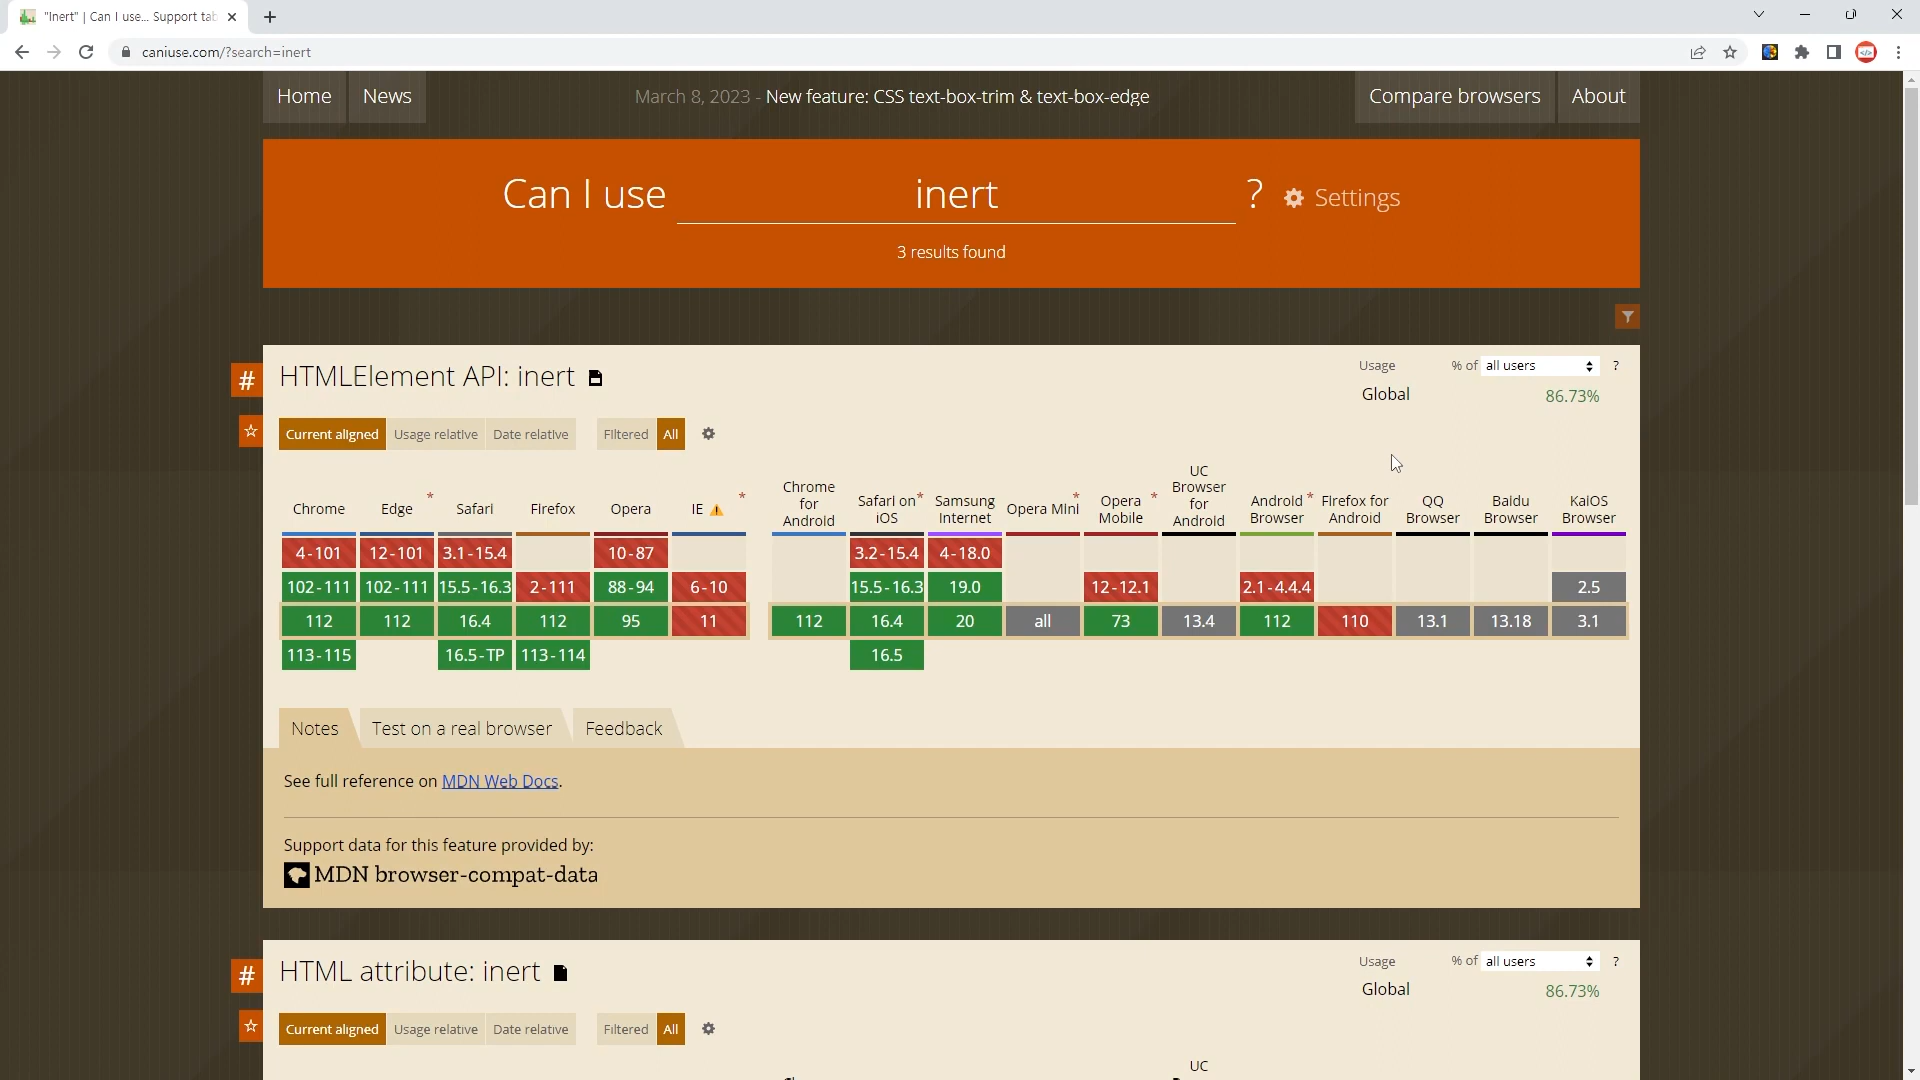 "inert" | Can I use... Support tab
caniuse.com/?search=inert
Home
News
March 8, 2023 - New feature: CSS text-box-trim & text-box-edge
Compare browsers
About
Can I use inert ?
Settings
3 results found
# HTMLElement API: inert
Usage % of all users ?
Global 86.73%
Current aligned Usage relative Date relative Filtered All
Chrome Edge * Safari Firefox Opera IE * Chrome for Android Safari on iOS * Samsung Internet Opera Mini * Opera Mobile * UC Browser for Android Android Browser * Firefox for Android QQ Browser Baidu Browser KaiOS Browser
4-101 12-101 3.1-15.4 10-87 3.2-15.4 4-18.0
102-111 102-111 15.5-16.3 2-111 88-94 6-10 15.5-16.3 19.0 12-12.1 2.1-4.4.4 2.5
112 112 16.4 112 95 11 112 16.4 20 all 73 13.4 112 110 13.1 13.18 3.1
113-115 16.5-TP 113-114 16.5
Notes Test on a real browser Feedback
See full reference on MDN Web Docs.
Support data for this feature provided by:
MDN browser-compat-data
# HTML attribute: inert
Usage % of all users ?
Global 86.73%
Current aligned Usage relative Date relative Filtered All
UC